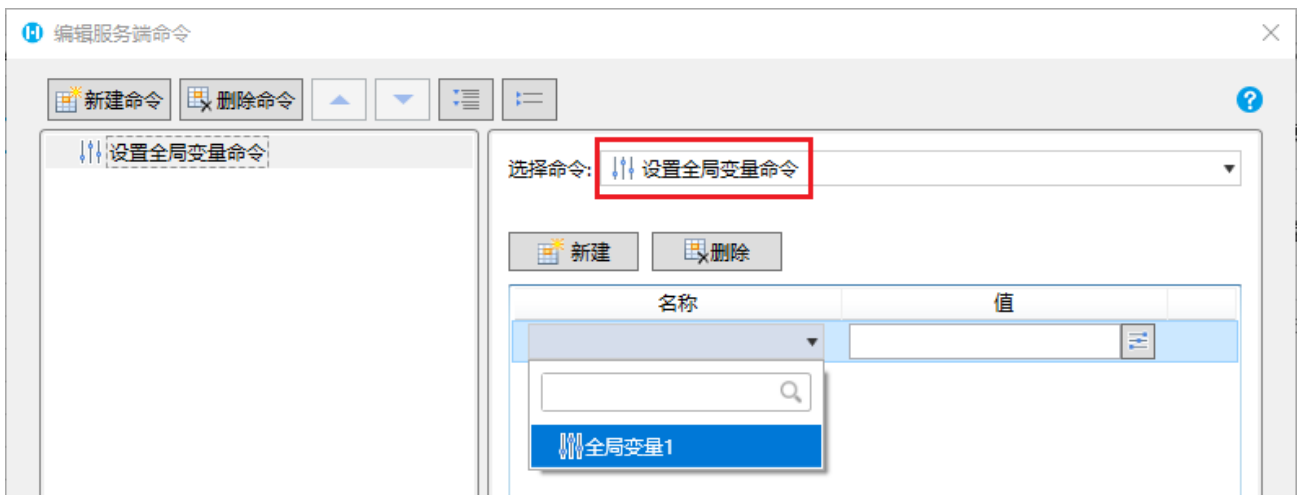 编辑服务端命令
新建命令 删除命令
设置全局变量命令
选择命令: 设置全局变量命令
新建 删除
名称 值
全局变量1